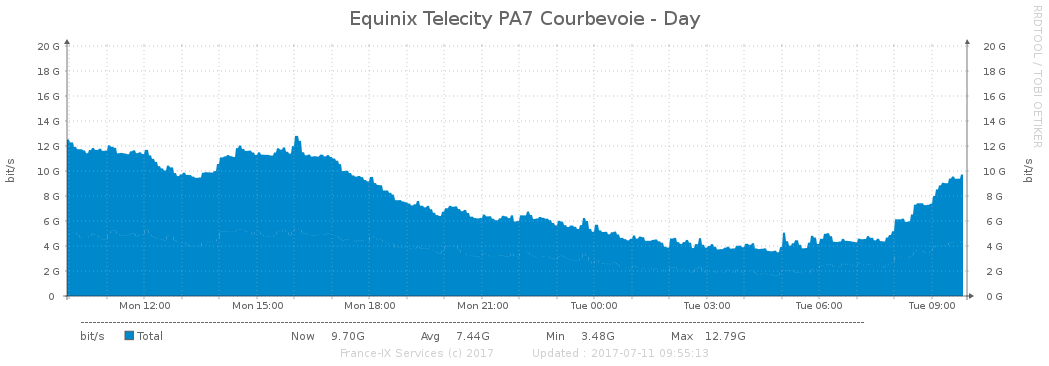 Equinix Telecity PA7 Courbevoie - Day
RRDTOOL / TOBI OETIKER
20 G 20 G
18 G 18 G
16 G 16 G
14 G 14 G
12 G 12 G
10 G 10 G
8 G 8 G
6 G 6 G
4 G 4 G
2 G 2 G
0 0 G
bit/s
bit/s
Mon 12:00 Mon 15:00 Mon 18:00 Mon 21:00 Tue 00:00 Tue 03:00 Tue 06:00 Tue 09:00
bit/s Total Now 9.70G Avg 7.44G Min 3.48G Max 12.79G
France-IX Services (c) 2017 Updated : 2017-07-11 09:55:13